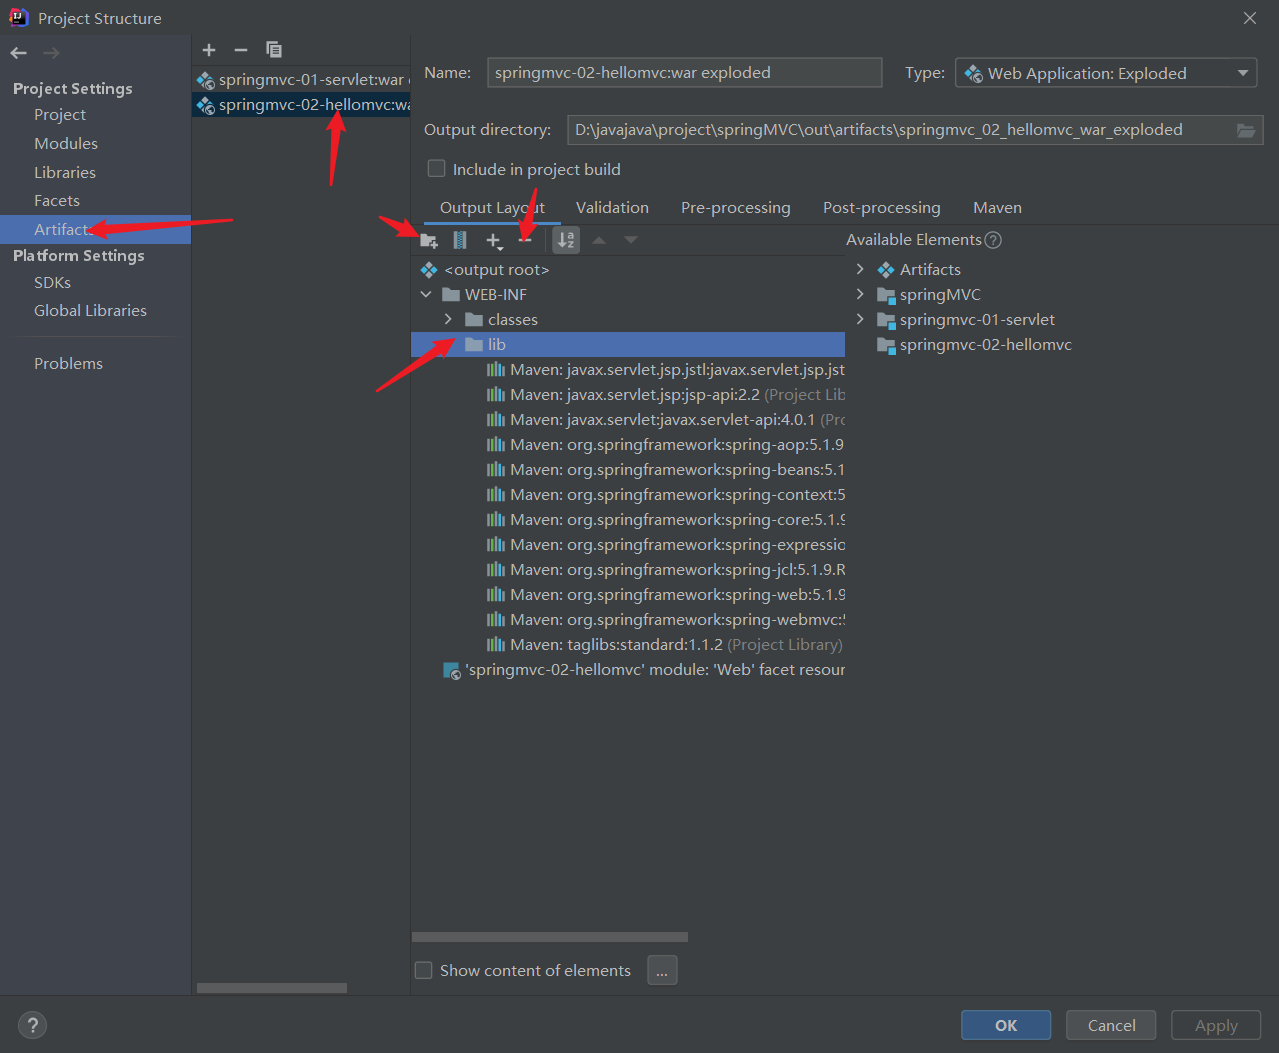 Project Structure
Project Settings
Project
Modules
Libraries
Facets
Artifacts
Platform Settings
SDKs
Global Libraries
Problems
springmvc-01-servlet:war
springmvc-02-hellomvc:wa
Name: springmvc-02-hellomvc:war exploded
Type: Web Application: Exploded
Output directory: D:\javajava\project\springMVC\out\artifacts\springmvc_02_hellomvc_war_exploded
Include in project build
Output Layout Validation Pre-processing Post-processing Maven
Available Elements
<output root>
WEB-INF
classes
lib
Maven: javax.servlet.jsp.jstl:javax.servlet.jsp.jst
Maven: javax.servlet.jsp:jsp-api:2.2 (Project Lib
Maven: javax.servlet:javax.servlet-api:4.0.1 (Pro
Maven: org.springframework:spring-aop:5.1.9
Maven: org.springframework:spring-beans:5.1
Maven: org.springframework:spring-context:5
Maven: org.springframework:spring-core:5.1.9
Maven: org.springframework:spring-expressio
Maven: org.springframework:spring-jcl:5.1.9.R
Maven: org.springframework:spring-web:5.1.9
Maven: org.springframework:spring-webmvc:5
Maven: taglibs:standard:1.1.2 (Project Library)
'springmvc-02-hellomvc' module: 'Web' facet resour
Artifacts
springMVC
springmvc-01-servlet
springmvc-02-hellomvc
Show content of elements ...
? OK Cancel Apply